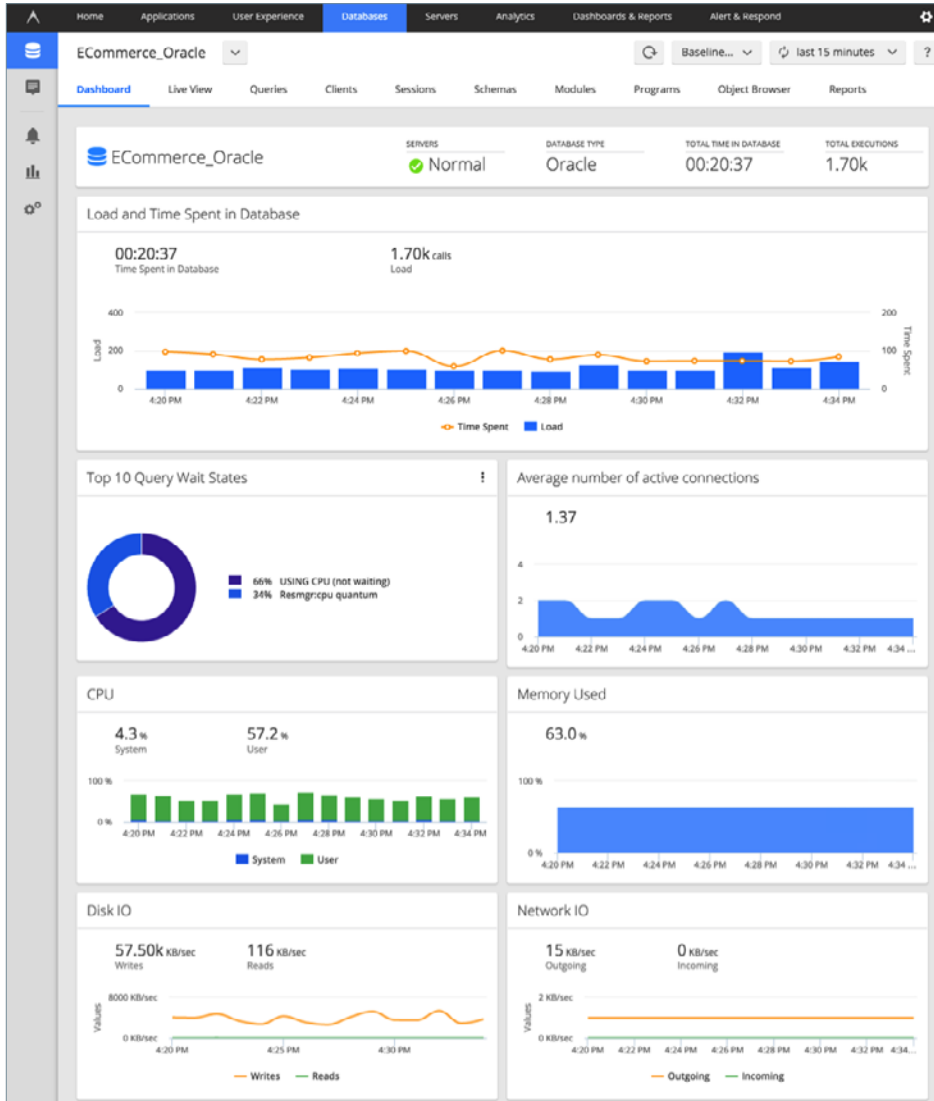 Home Applications User Experience Databases Servers Analytics Dashboards & Reports Alert & Respond
ECommerce_Oracle Baseline... last 15 minutes ?
Dashboard Live View Queries Clients Sessions Schemas Modules Programs Object Browser Reports
ECommerce_Oracle
SERVERS DATABASE TYPE TOTAL TIME IN DATABASE TOTAL EXECUTIONS
Normal Oracle 00:20:37 1.70k
Load and Time Spent in Database
00:20:37 1.70k calls
Time Spent in Database Load
400 200
200 100
0 0
Load
Time Spent
4:20 PM 4:22 PM 4:24 PM 4:26 PM 4:28 PM 4:30 PM 4:32 PM 4:34 PM
Time Spent Load
Top 10 Query Wait States
66% USING CPU (not waiting)
34% Resmgr:cpu quantum
Average number of active connections
1.37
4
2
0
4:20 PM 4:22 PM 4:24 PM 4:26 PM 4:28 PM 4:30 PM 4:32 PM 4:34 ...
CPU
4.3 % 57.2 %
System User
100 %
0 %
4:20 PM 4:22 PM 4:24 PM 4:26 PM 4:28 PM 4:30 PM 4:32 PM 4:34 PM
System User
Memory Used
63.0 %
100 %
0 %
4:20 PM 4:22 PM 4:24 PM 4:26 PM 4:28 PM 4:30 PM 4:32 PM 4:34 ...
Disk IO
57.50k KB/sec 116 KB/sec
Writes Reads
8000 KB/sec
Values
0 KB/sec
4:20 PM 4:25 PM 4:30 PM
Writes Reads
Network IO
15 KB/sec 0 KB/sec
Outgoing Incoming
2 KB/sec
Values
0 KB/sec
4:20 PM 4:22 PM 4:24 PM 4:26 PM 4:28 PM 4:30 PM 4:32 PM 4:34...
Outgoing Incoming